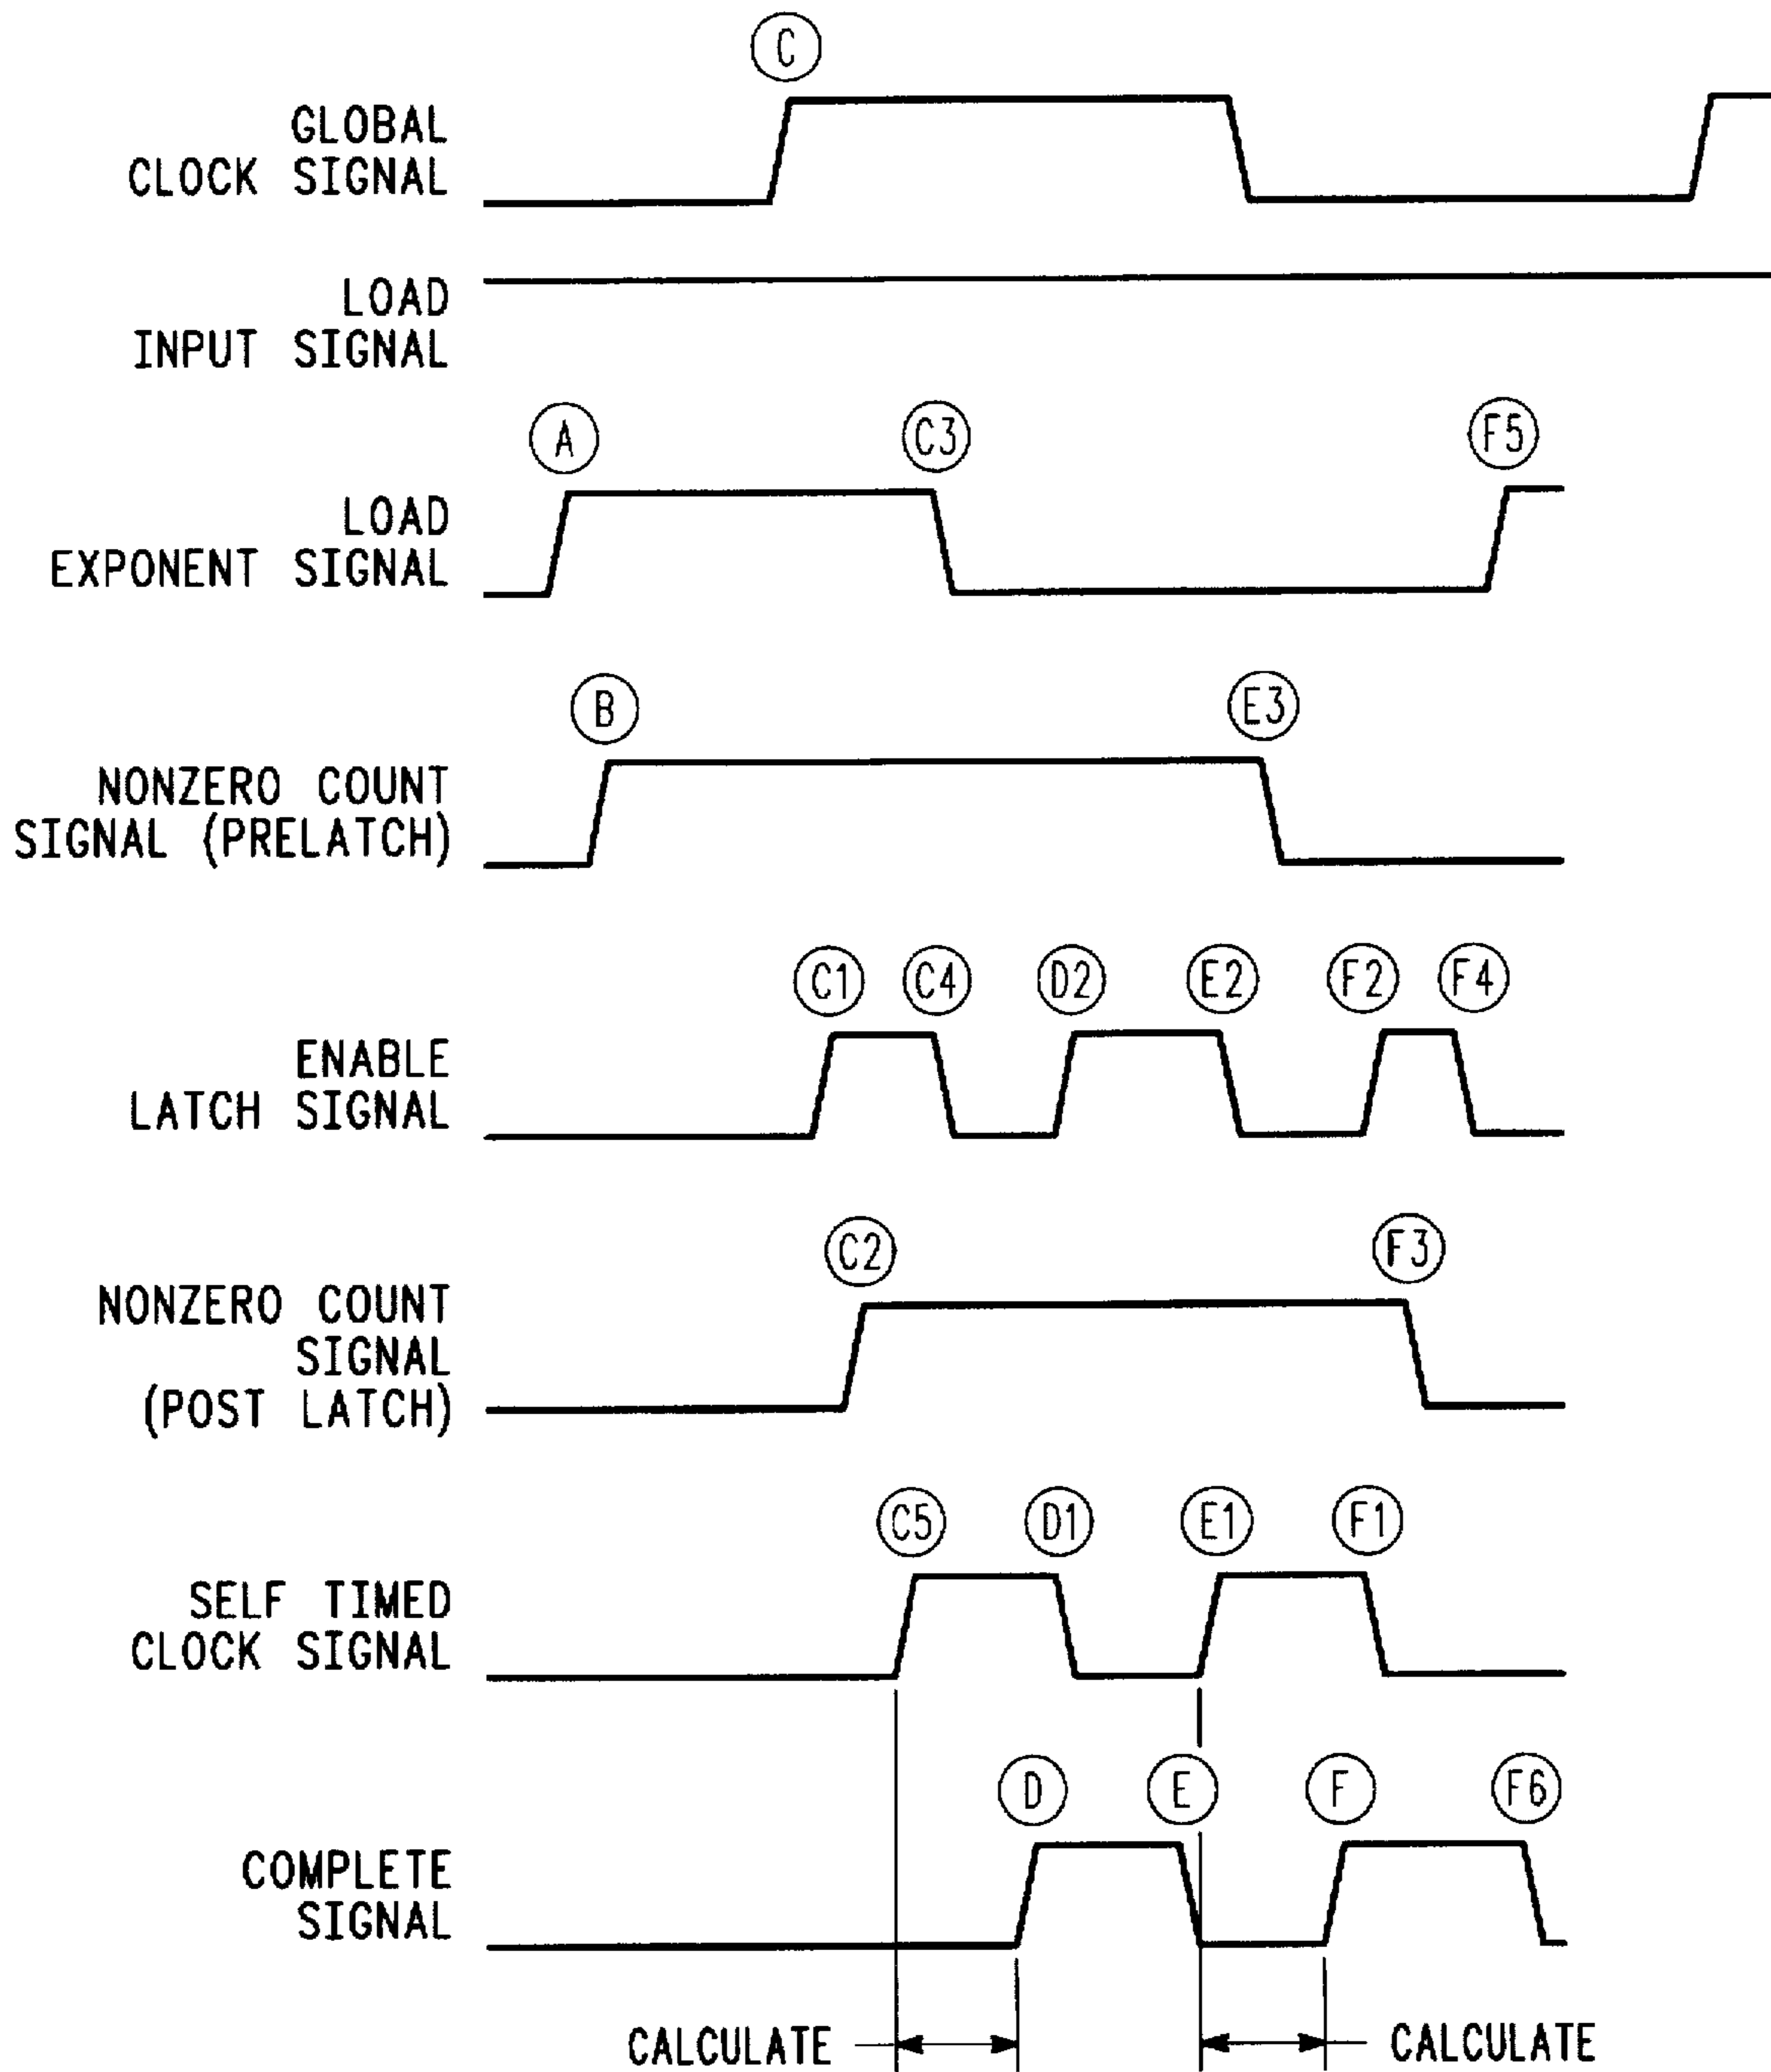 C
GLOBAL
CLOCK SIGNAL
LOAD
INPUT SIGNAL
A C3 F5
LOAD
EXPONENT SIGNAL
B E3
NONZERO COUNT
SIGNAL (PRELATCH)
C1 C4 D2 E2 F2 F4
ENABLE
LATCH SIGNAL
C2 F3
NONZERO COUNT
SIGNAL
(POST LATCH)
C5 D1 E1 F1
SELF TIMED
CLOCK SIGNAL
D E F F6
COMPLETE
SIGNAL
CALCULATE CALCULATE